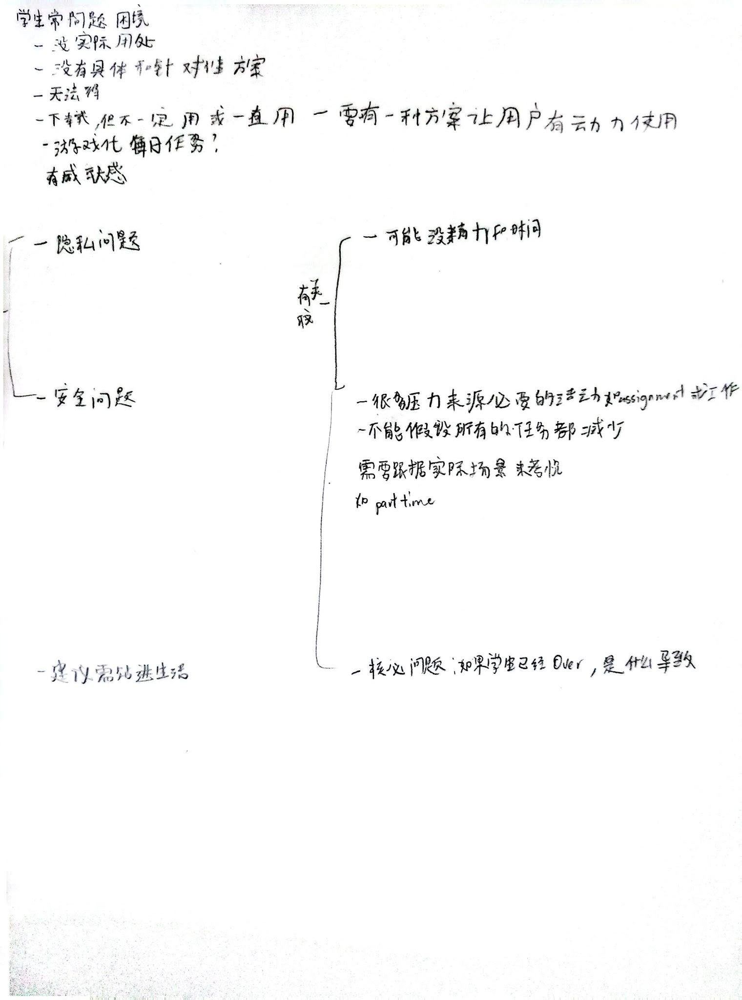 学生常问题 困境
- 没实际用处
- 没有具体和针对性方案
- 无法
- 下载,但不一定用或一直用 - 需有一种方案让用户有动力使用
- 游戏化 每日任务?
有成就感
- 隐私问题
- 可能没精力和时间
有关
- 安全问题
- 很多压力来源必要的活动如assignment或工作
- 不能假设所有的任务都减少
需要跟据实际场景来考虑
如 part time
- 建议需贴近生活
- 核心问题:如果学生已经Over,是什么导致